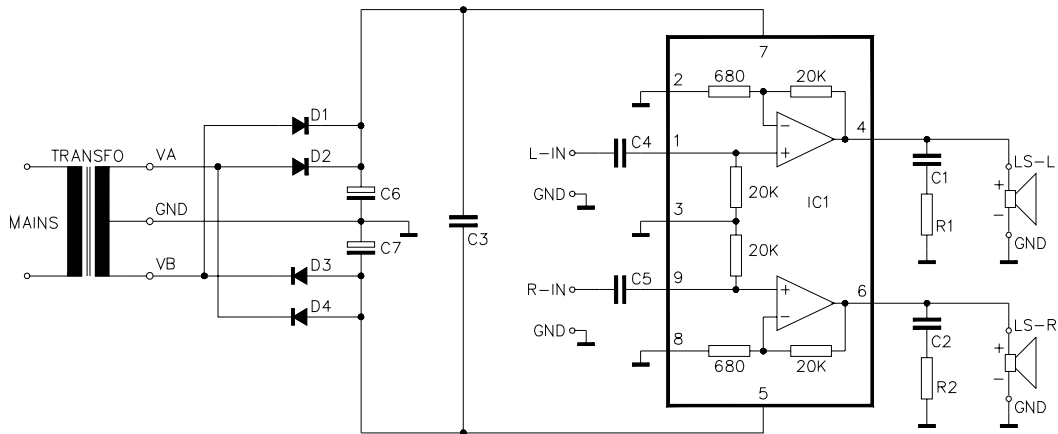 7
2
680
20K
D1
4
TRANSFO
VA
D2
L-IN
C4
1
C1
LS-L
C6
20K
GND
IC1
MAINS
GND
3
R1
C7
C3
GND
20K
VB
D3
R-IN
C5
9
6
D4
GND
C2
LS-R
8
680
20K
R2
5
GND
+
−
+
−
−
+
+
−
+
−